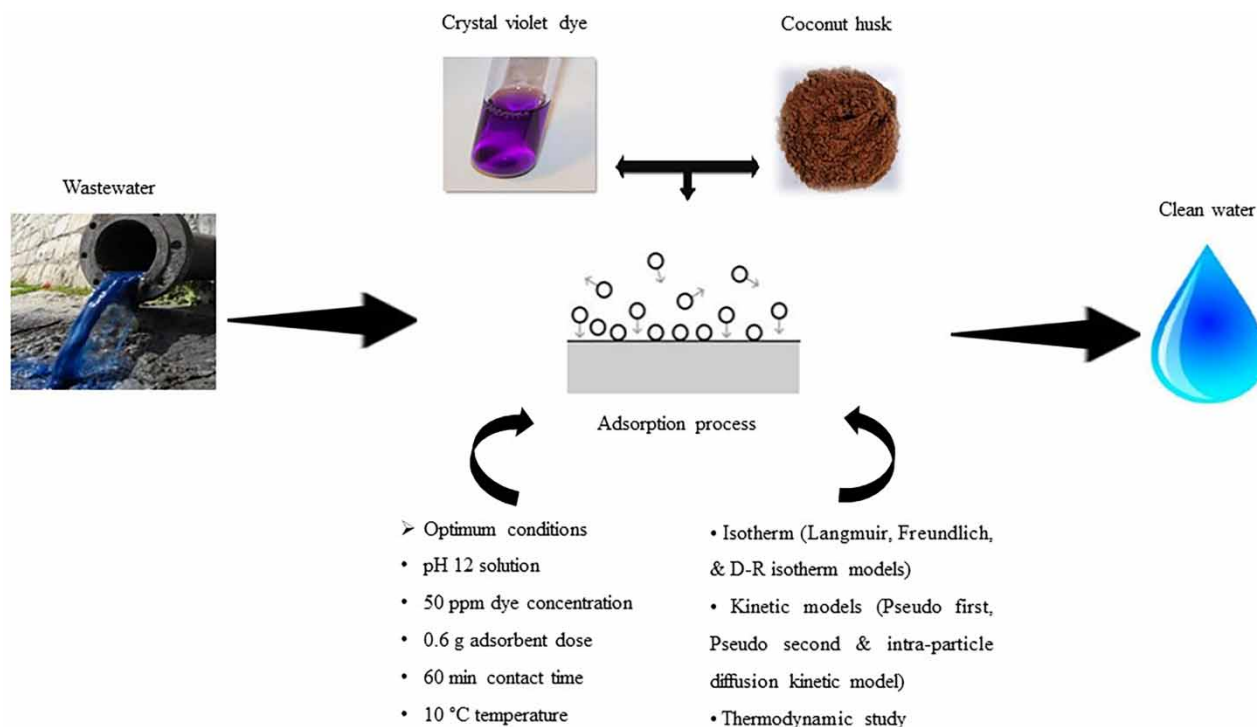 Crystal violet dye
Coconut husk
Wastewater
Clean water
Adsorption process
➢ Optimum conditions
• pH 12 solution
• 50 ppm dye concentration
• 0.6 g adsorbent dose
• 60 min contact time
• 10 °C temperature
• Isotherm (Langmuir, Freundlich,
& D-R isotherm models)
• Kinetic models (Pseudo first,
Pseudo second & intra-particle
diffusion kinetic model)
• Thermodynamic study